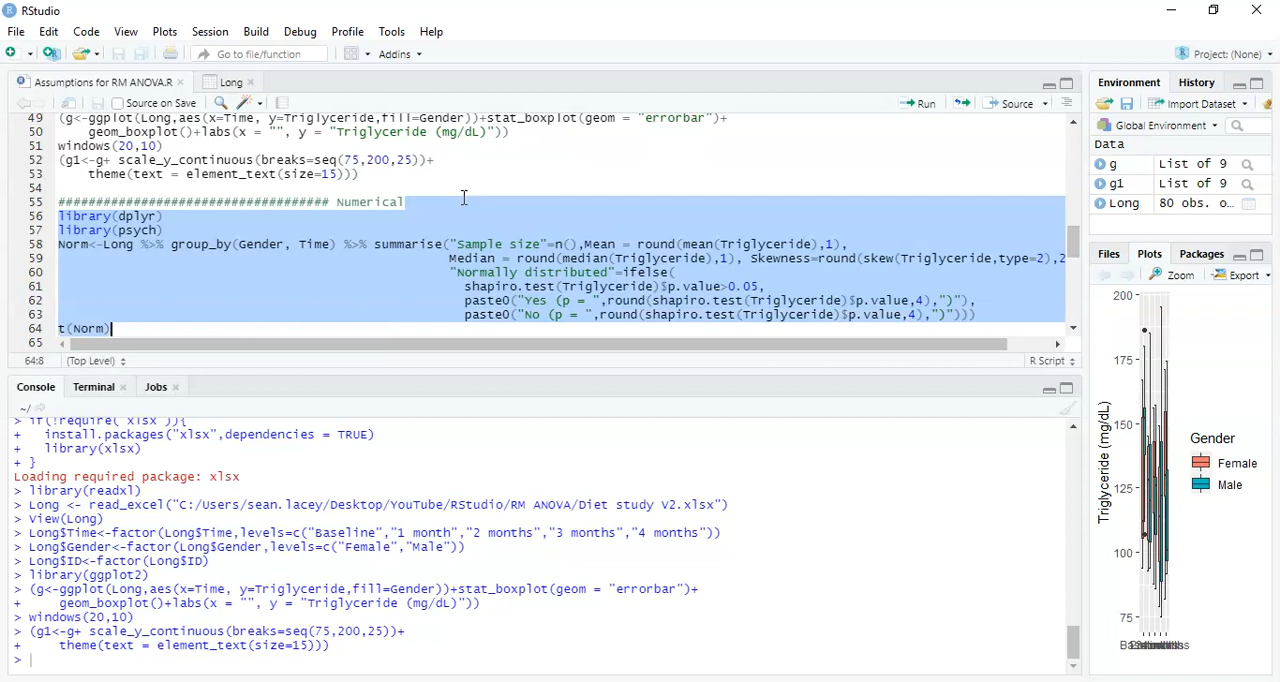 RStudio
File Edit Code View Plots Session Build Debug Profile Tools Help
Go to file/function Addins Project: (None)
Assumptions for RM ANOVA.R Long
Source on Save Run Source
49 (g<-ggplot(Long,aes(x=Time, y=Triglyceride,fill=Gender))+stat_boxplot(geom = "errorbar")+
50 geom_boxplot()+labs(x = "", y = "Triglyceride (mg/dL)"))
51 windows(20,10)
52 (g1<-g+ scale_y_continuous(breaks=seq(75,200,25))+
53 theme(text = element_text(size=15)))
54
55 #################################### Numerical
56 library(dplyr)
57 library(psych)
58 Norm<-Long %>% group_by(Gender, Time) %>% summarise("Sample size"=n(),Mean = round(mean(Triglyceride),1),
59 Median = round(median(Triglyceride),1), Skewness=round(skew(Triglyceride,type=2),2
60 "Normally distributed"=ifelse(
61 shapiro.test(Triglyceride)$p.value>0.05,
62 paste0("Yes (p = ",round(shapiro.test(Triglyceride)$p.value,4),")"),
63 paste0("No (p = ",round(shapiro.test(Triglyceride)$p.value,4),")")))
64 t(Norm)
65
64:8 (Top Level) R Script
Console Terminal Jobs
~/
> if(!require("xlsx")){
+ install.packages("xlsx",dependencies = TRUE)
+ library(xlsx)
+ }
Loading required package: xlsx
> library(readxl)
> Long <- read_excel("C:/Users/sean.lacey/Desktop/YouTube/RStudio/RM ANOVA/Diet study V2.xlsx")
> View(Long)
> Long$Time<-factor(Long$Time,levels=c("Baseline","1 month","2 months","3 months","4 months"))
> Long$Gender<-factor(Long$Gender,levels=c("Female","Male"))
> Long$ID<-factor(Long$ID)
> library(ggplot2)
> (g<-ggplot(Long,aes(x=Time, y=Triglyceride,fill=Gender))+stat_boxplot(geom = "errorbar")+
+ geom_boxplot()+labs(x = "", y = "Triglyceride (mg/dL)"))
> windows(20,10)
> (g1<-g+ scale_y_continuous(breaks=seq(75,200,25))+
+ theme(text = element_text(size=15)))
>
Environment History
Import Dataset
Global Environment
Data
g List of 9
g1 List of 9
Long 80 obs. o…
Files Plots Packages
Zoom Export
200
175
150
125
100
75
Triglyceride (mg/dL)
Gender
Female
Male